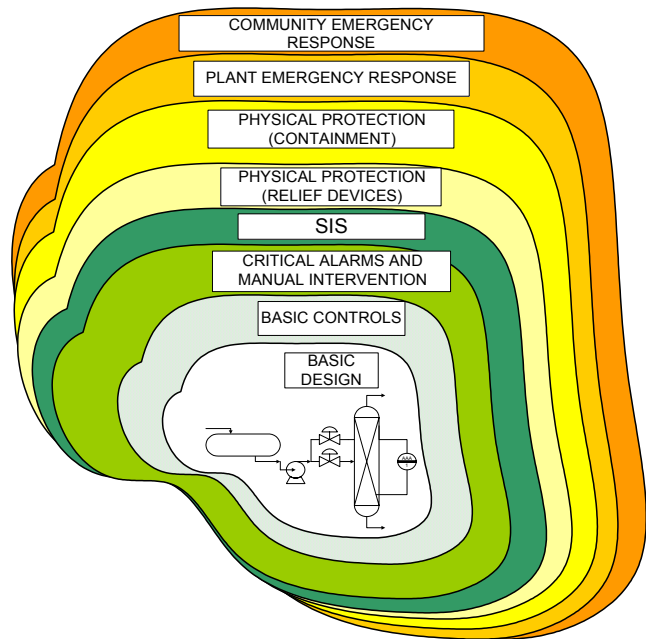 COMMUNITY EMERGENCY
RESPONSE
PLANT EMERGENCY RESPONSE
PHYSICAL PROTECTION
(CONTAINMENT)
PHYSICAL PROTECTION
(RELIEF DEVICES)
SIS
CRITICAL ALARMS AND
MANUAL INTERVENTION
BASIC CONTROLS
BASIC
DESIGN
AAA